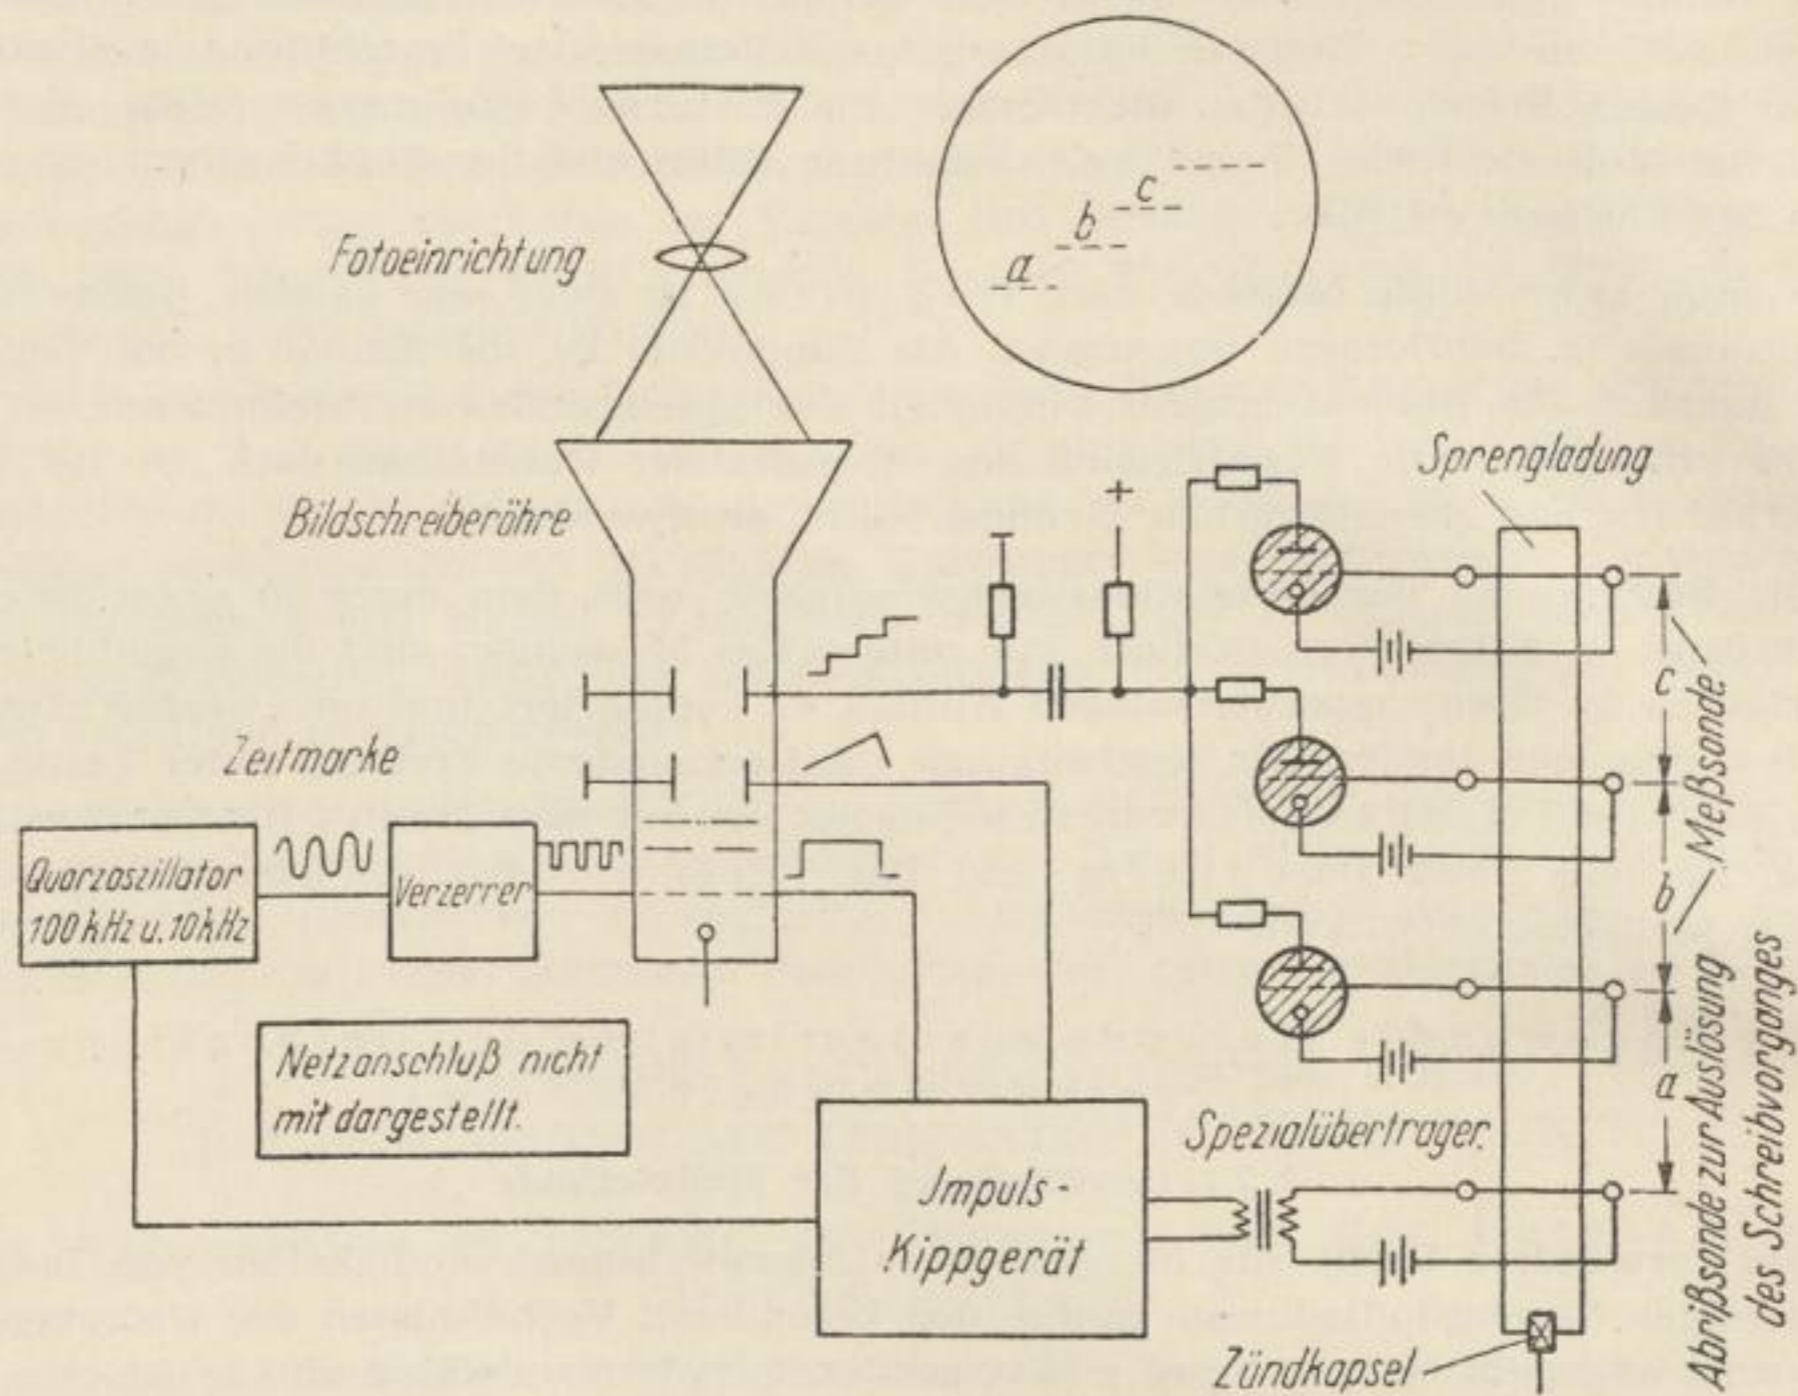 Fotoeinrichtung
a
b
c
Bildschreiberöhre
Sprengladung
+
Zeitmarke
Quarzoszillator
100 kHz u. 10 kHz
Verzerrer
Netzanschluß nicht
mit dargestellt.
Jmpuls-
Kippgerät
Spezialübertrager.
Zündkapsel
c
b
a
Meßsonde
Abrißsonde zur Auslösung
des Schreibvorganges